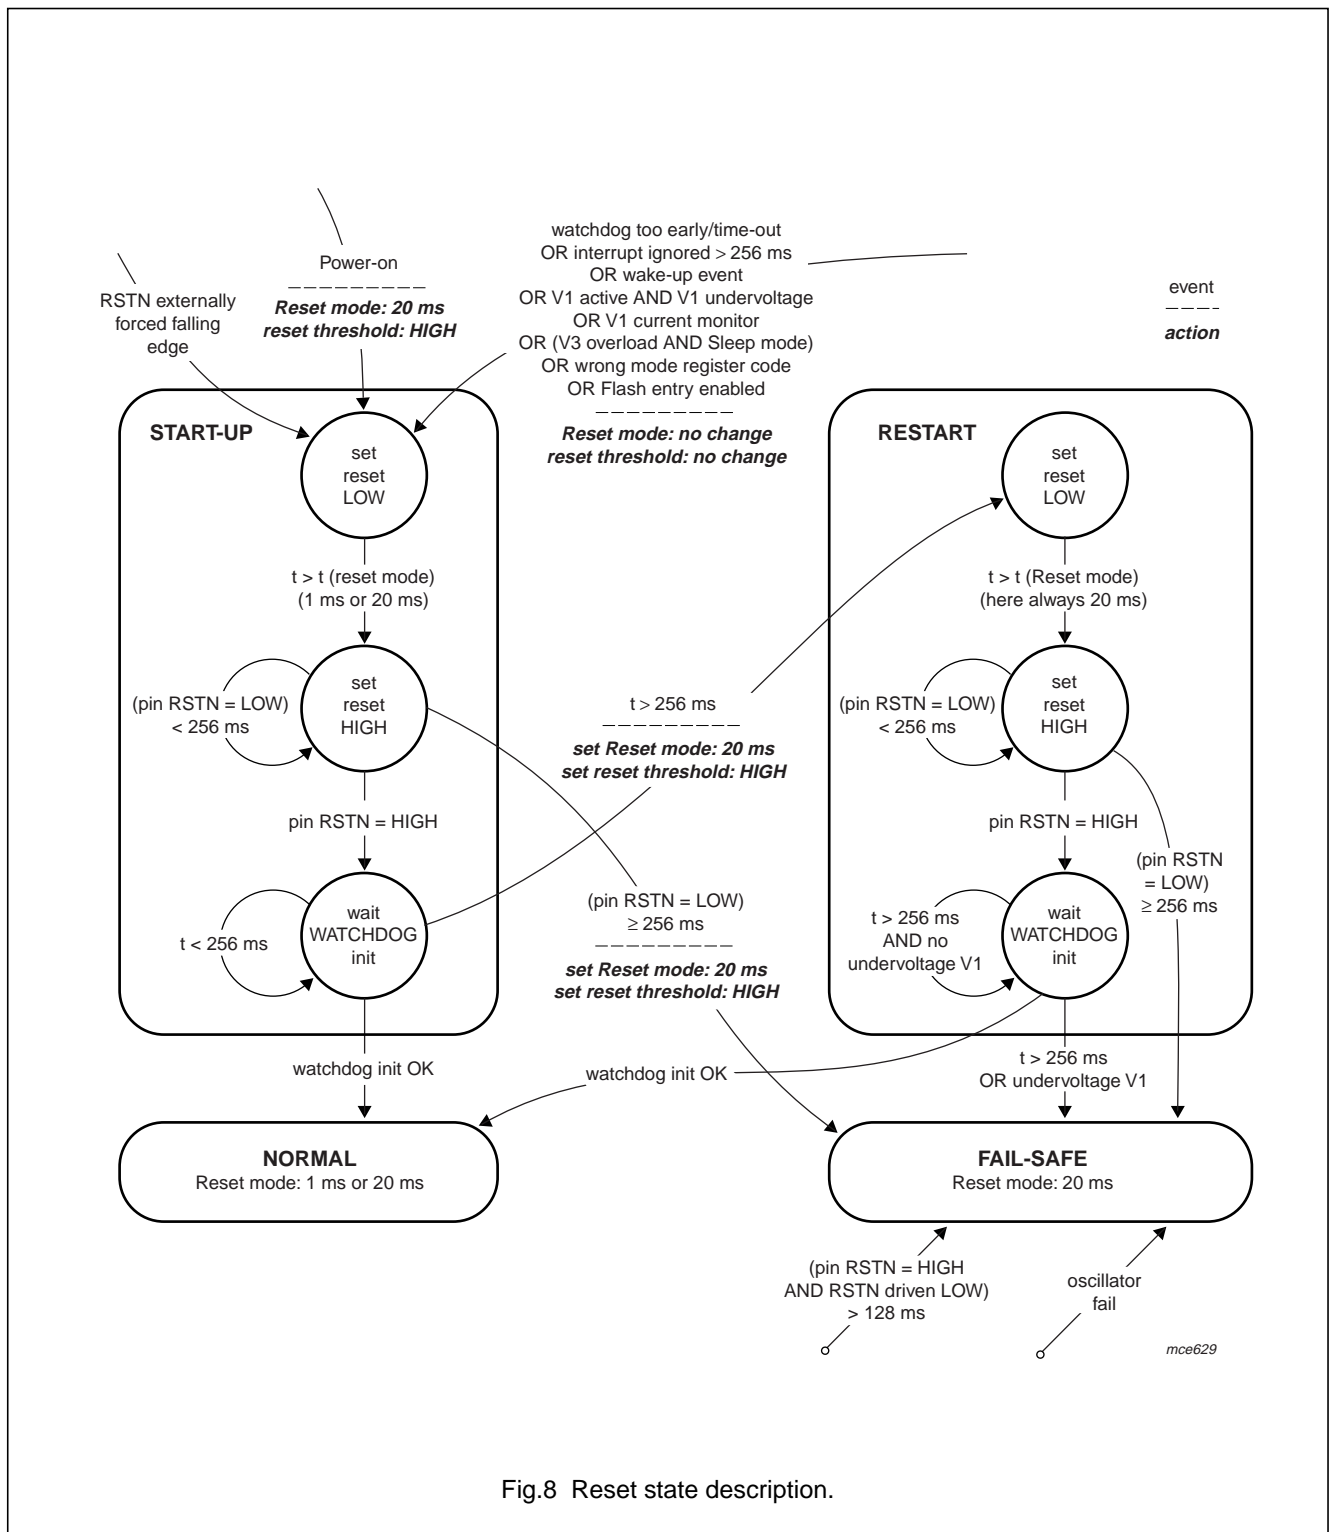 watchdog too early/time-out
OR interrupt ignored > 256 ms
OR wake-up event
OR V1 active AND V1 undervoltage
OR V1 current monitor
OR (V3 overload AND Sleep mode)
OR wrong mode register code
OR Flash entry enabled
Reset mode: no change
reset threshold: no change
Power-on
Reset mode: 20 ms
reset threshold: HIGH
RSTN externally
forced falling
edge
event
action
START-UP
set
reset
LOW
t > t (reset mode)
(1 ms or 20 ms)
(pin RSTN = LOW)
< 256 ms
set
reset
HIGH
pin RSTN = HIGH
t < 256 ms
wait
WATCHDOG
init
watchdog init OK
t > 256 ms
set Reset mode: 20 ms
set reset threshold: HIGH
(pin RSTN = LOW)
≥ 256 ms
set Reset mode: 20 ms
set reset threshold: HIGH
watchdog init OK
RESTART
set
reset
LOW
t > t (Reset mode)
(here always 20 ms)
(pin RSTN = LOW)
< 256 ms
set
reset
HIGH
pin RSTN = HIGH
(pin RSTN
= LOW)
≥ 256 ms
t > 256 ms
AND no
undervoltage V1
wait
WATCHDOG
init
t > 256 ms
OR undervoltage V1
NORMAL
Reset mode: 1 ms or 20 ms
FAIL-SAFE
Reset mode: 20 ms
(pin RSTN = HIGH
AND RSTN driven LOW)
> 128 ms
oscillator
fail
mce629
Fig.8 Reset state description.